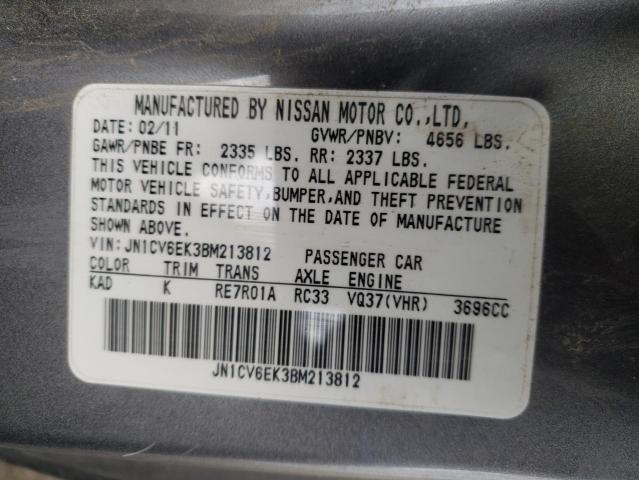 MANUFACTURED BY NISSAN MOTOR CO.,LTD.
DATE: 02/11 GVWR/PNBV: 4656 LBS.
GAWR/PNBE FR: 2335 LBS. RR: 2337 LBS.
THIS VEHICLE CONFORMS TO ALL APPLICABLE FEDERAL
MOTOR VEHICLE SAFETY,BUMPER,AND THEFT PREVENTION
STANDARDS IN EFFECT ON THE DATE OF MANUFACTURE
SHOWN ABOVE.
VIN: JN1CV6EK3BM213812 PASSENGER CAR
COLOR TRIM TRANS AXLE ENGINE
KAD K RE7R01A RC33 VQ37(VHR) 3696CC
JN1CV6EK3BM213812